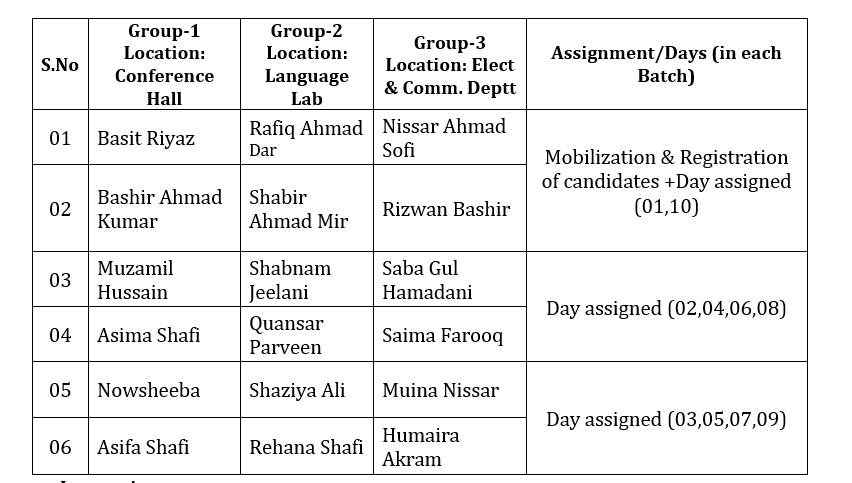 S.No
Group-1
Location:
Conference
Hall
Group-2
Location:
Language
Lab
Group-3
Location: Elect
& Comm. Deptt
Assignment/Days (in each
Batch)
01
Basit Riyaz
Rafiq Ahmad
Dar
Nissar Ahmad
Sofi
Mobilization & Registration
of candidates +Day assigned
(01,10)
02
Bashir Ahmad
Kumar
Shabir
Ahmad Mir
Rizwan Bashir
03
Muzamil
Hussain
Shabnam
Jeelani
Saba Gul
Hamadani
Day assigned (02,04,06,08)
04
Asima Shafi
Quansar
Parveen
Saima Farooq
05
Nowsheeba
Shaziya Ali
Muina Nissar
Day assigned (03,05,07,09)
06
Asifa Shafi
Rehana Shafi
Humaira
Akram